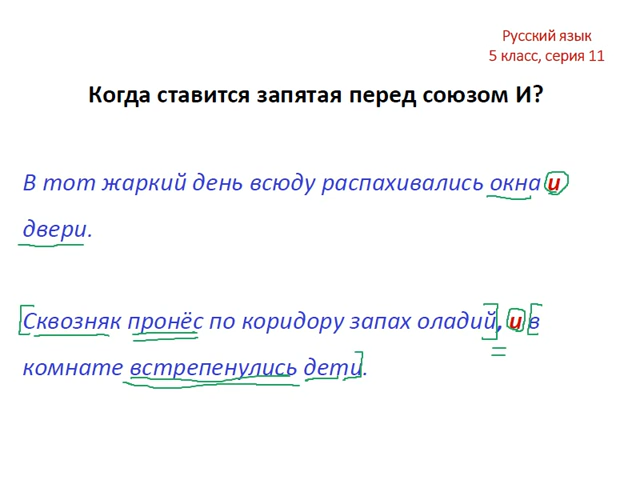 Русский язык
5 класс, серия 11
Когда ставится запятая перед союзом И?
В тот жаркий день всюду распахивались окна и
двери.
Сквозняк пронёс по коридору запах оладий, и в
комнате встрепенулись дети.